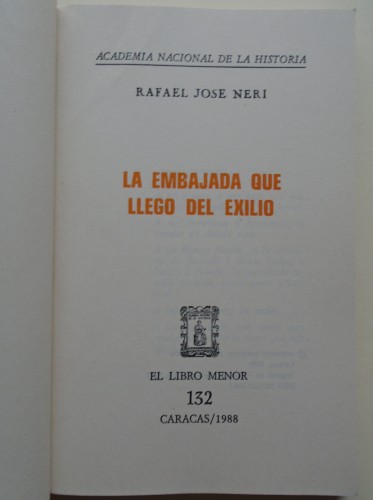 ACADEMIA NACIONAL DE LA HISTORIA
RAFAEL JOSE NERI
LA EMBAJADA QUE
LLEGO DEL EXILIO
EL LIBRO MENOR
132
CARACAS/1988